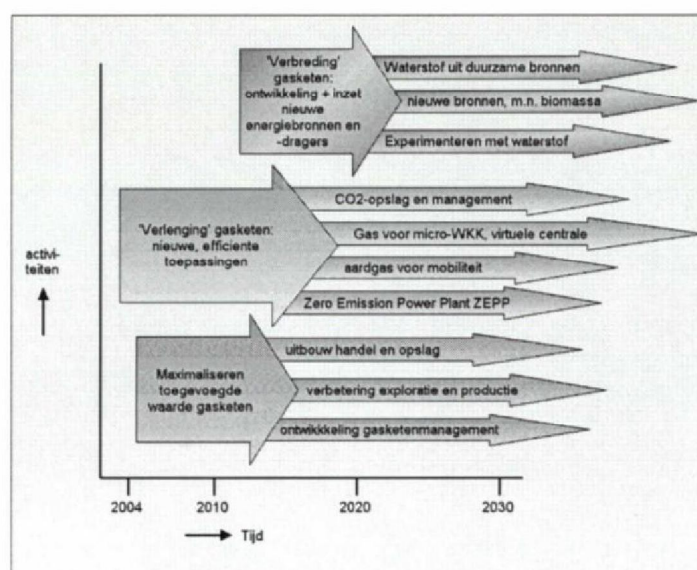 'Verbreding'
gasketen:
ontwikkeling + inzet
nieuwe
energiebronnen en
-dragers
Waterstof uit duurzame bronnen
nieuwe bronnen, m.n. biomassa
Experimenteren met waterstof
'Verlenging' gasketen:
nieuwe, efficiente
toepassingen
CO2-opslag en management
Gas voor micro-WKK, virtuele centrale
aardgas voor mobiliteit
Zero Emission Power Plant ZEPP
activi-
teiten
Maximaliseren
toegevoegde
waarde gasketen
uitbouw handel en opslag
verbetering exploratie en productie
ontwikkkeling gasketenmanagement
2004 2010 2020 2030
Tijd